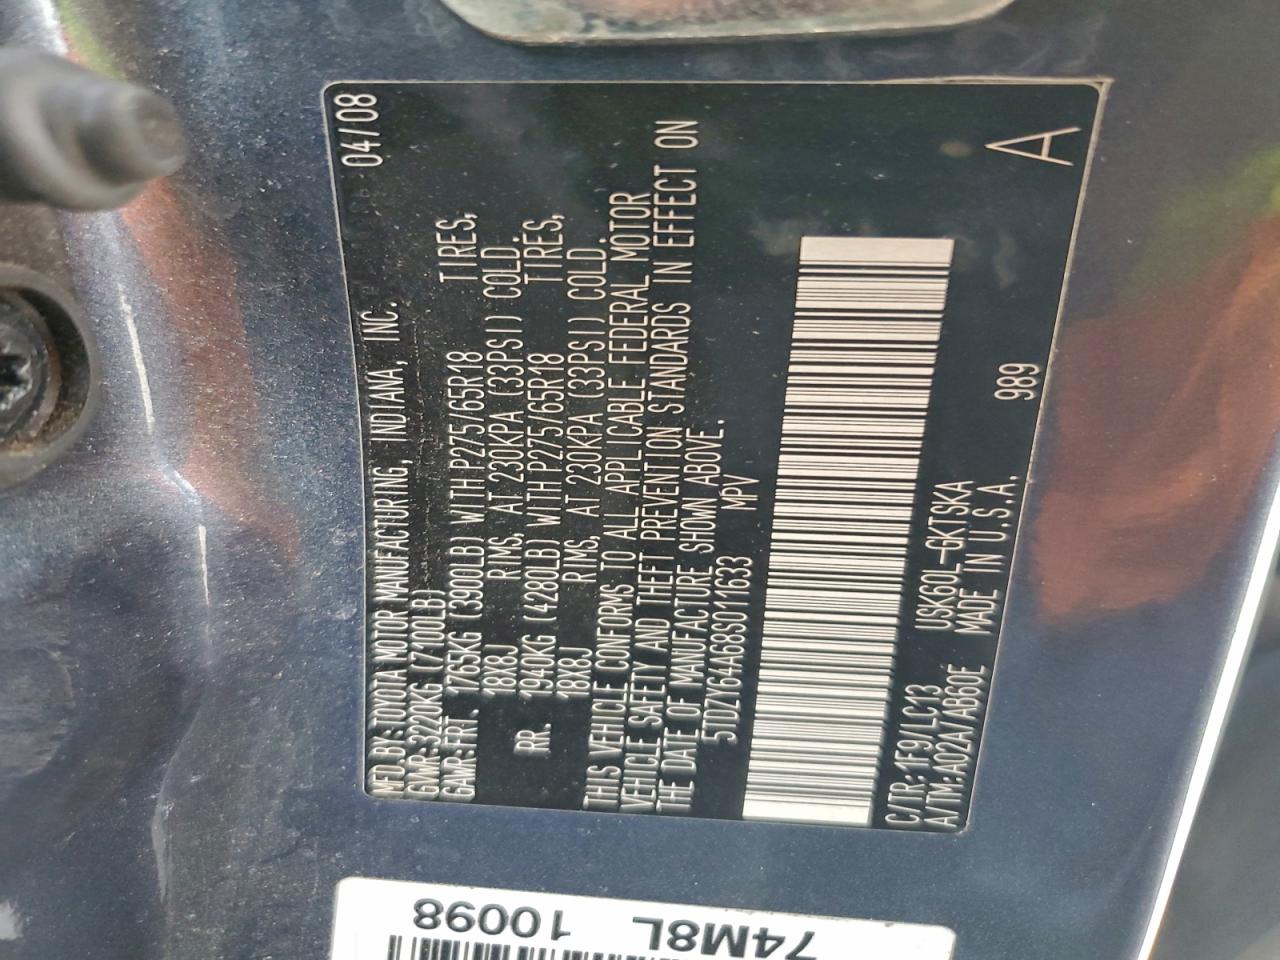 MFD.BY:TOYOTA MOTOR MANUFACTURING, INDIANA, INC. 04/08
GVWR:3220KG (7100LB)
GAWR:FRT. 1765KG (3900LB) WITH P275/65R18 TIRES,
18X8J RIMS, AT 230KPA (33PSI) COLD.
RR. 1940KG (4280LB) WITH P275/65R18 TIRES,
18X8J RIMS, AT 230KPA (33PSI) COLD.
THIS VEHICLE CONFORMS TO ALL APPLICABLE FEDERAL MOTOR
VEHICLE SAFETY AND THEFT PREVENTION STANDARDS IN EFFECT ON
THE DATE OF MANUFACTURE SHOWN ABOVE.
5TDZY64A68S011633 MPV
C/TR: 1F9/LC13 USK60L-GKTSKA 989
A/TM:A02A/AB60E MADE IN U.S.A. A
74M8L
10098